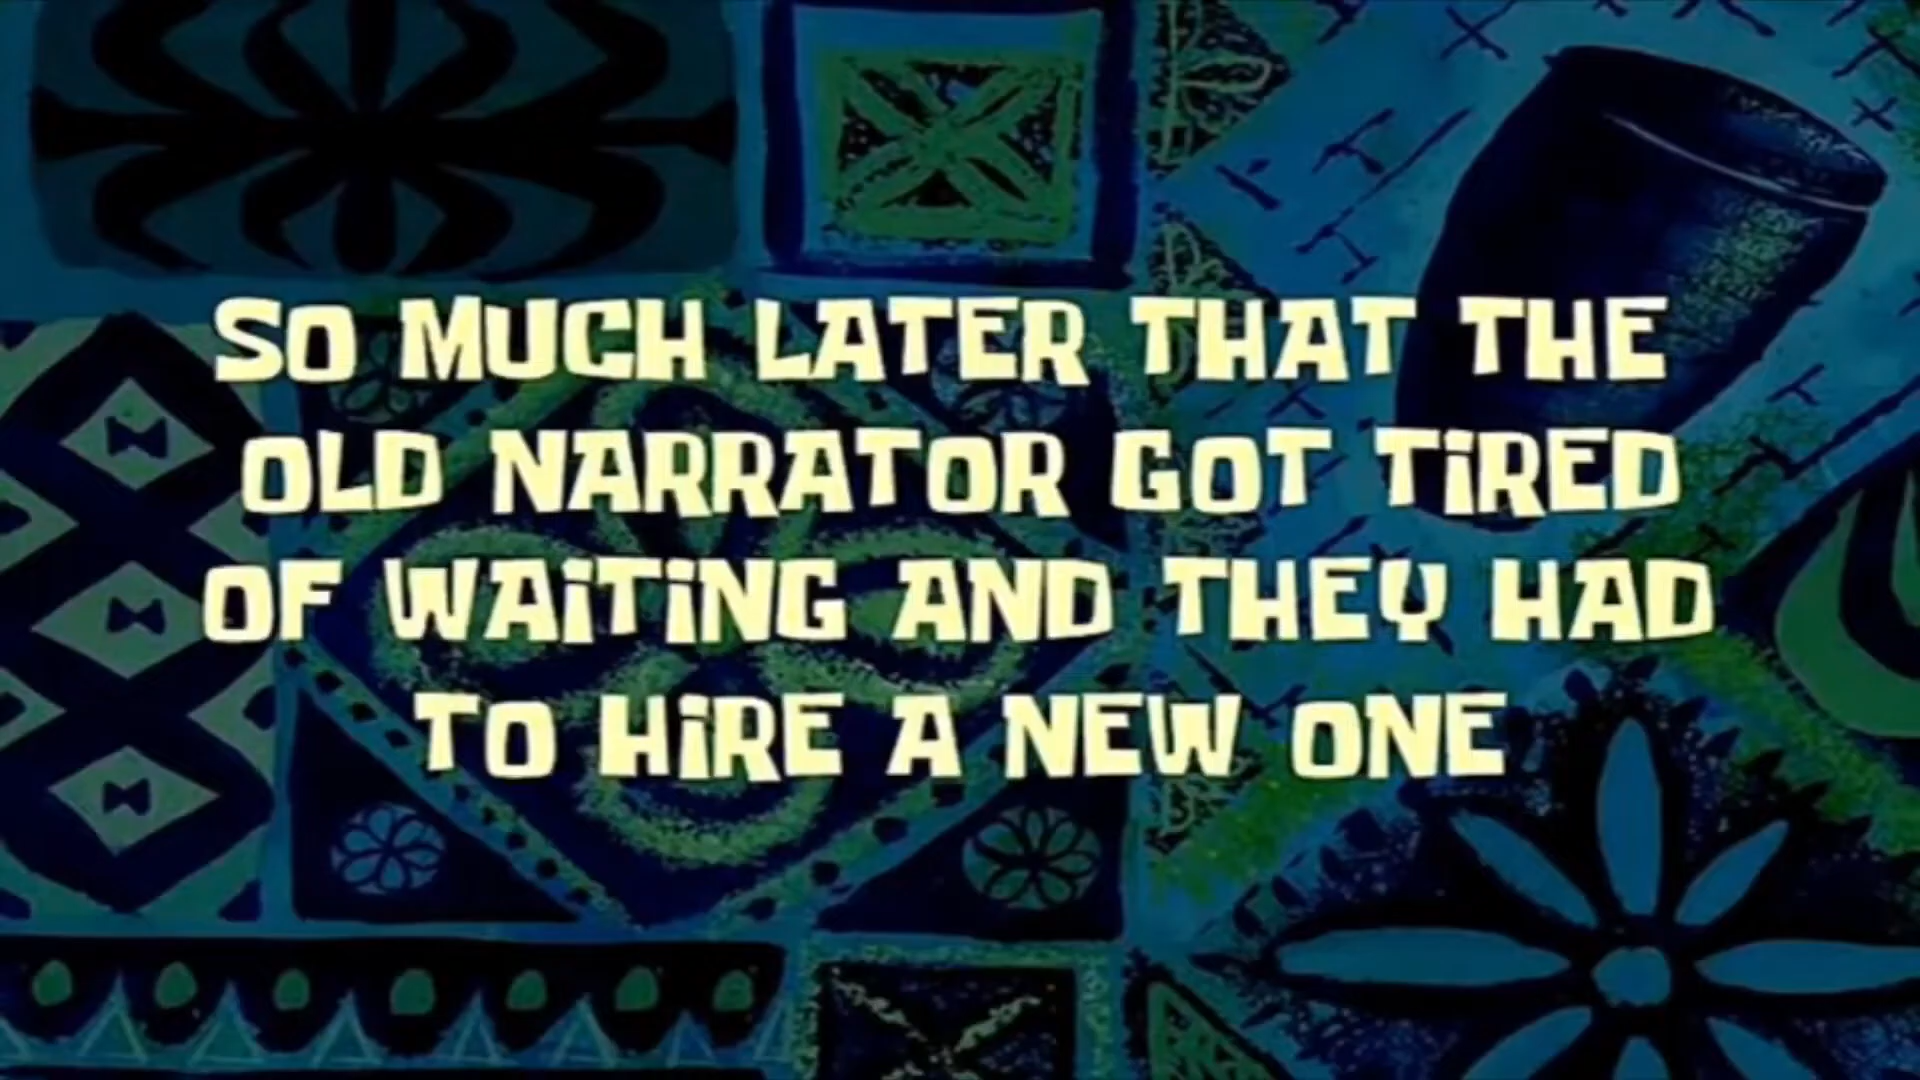 SO MUCH LATER THAT THE
OLD NARRATOR GOT TIRED
OF WAITING AND THEY HAD
TO HIRE A NEW ONE